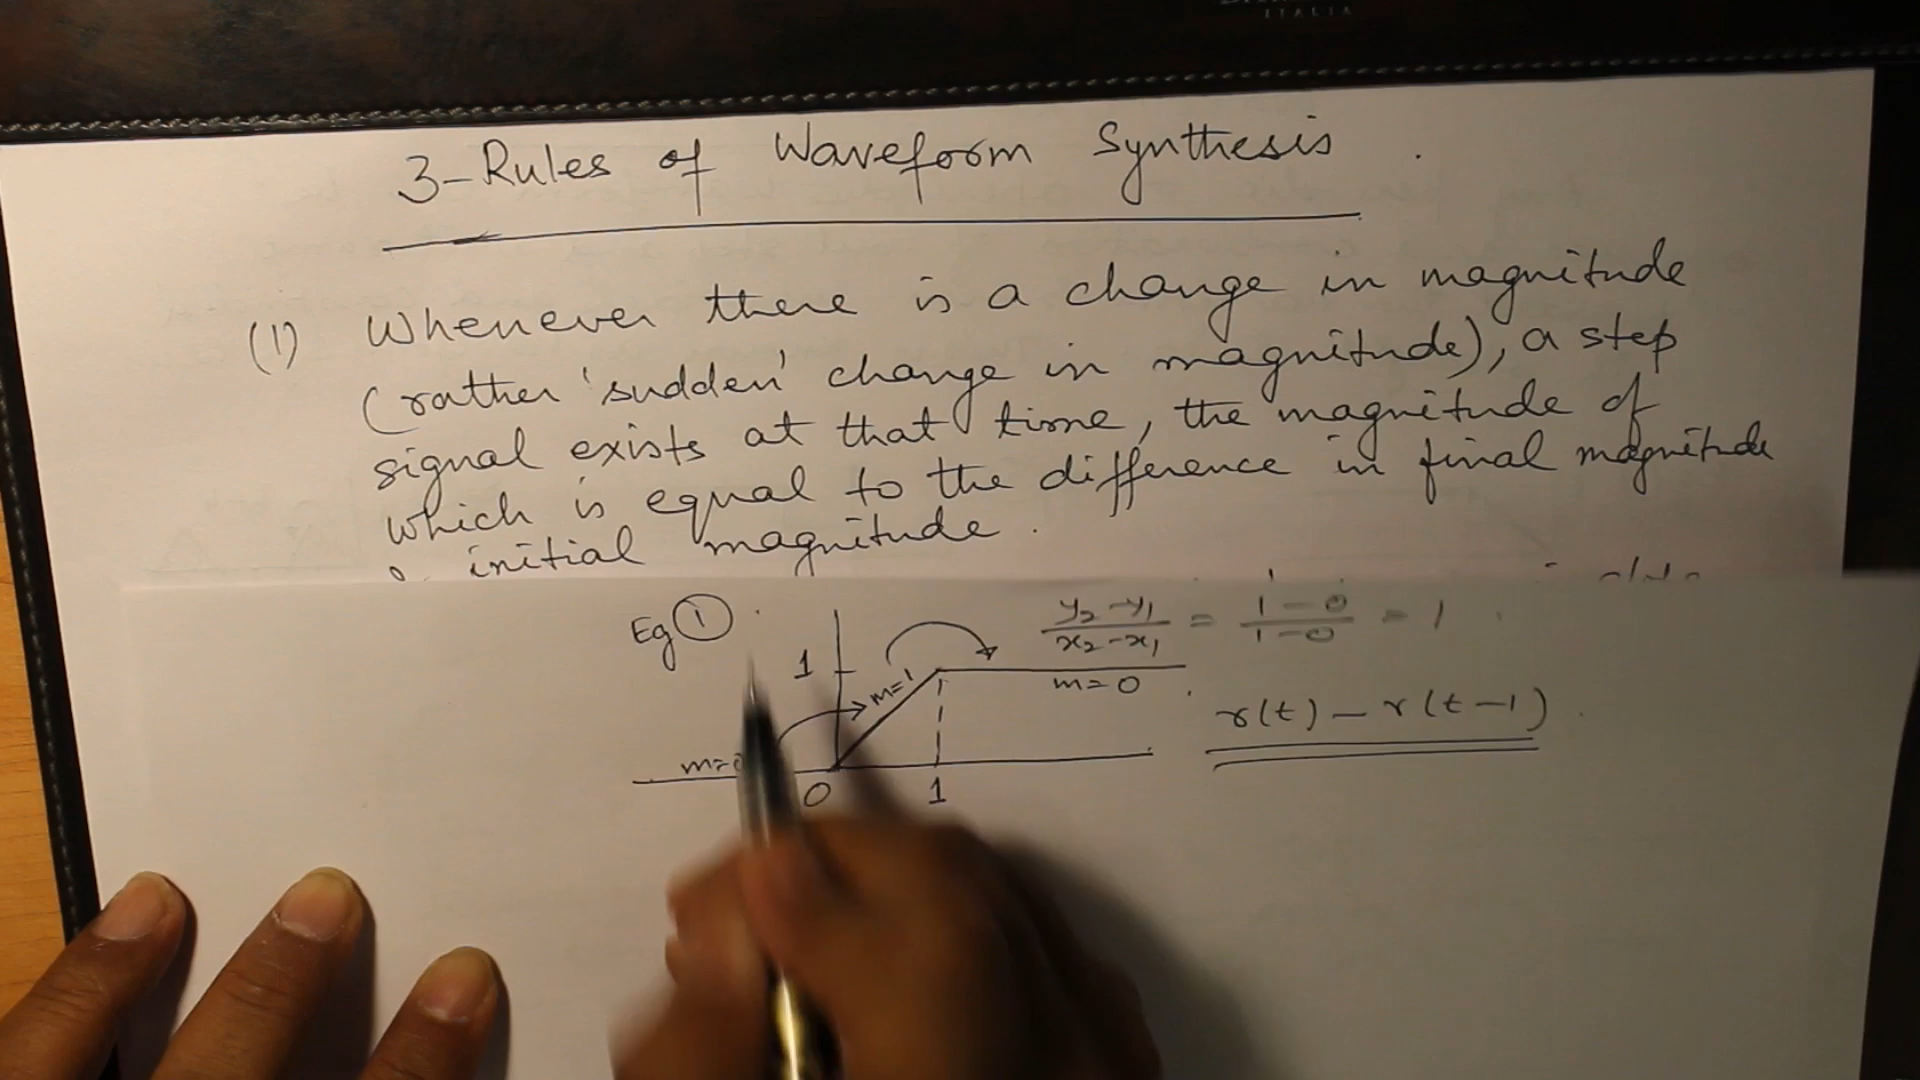 ITALIA
3-Rules of Waveform Synthesis.
(1) Whenever there is a change in magnitude
(rather 'sudden' change in magnitude), a step
signal exists at that time, the magnitude of
which is equal to the difference in final magnitude
& initial magnitude.
Eg ①.
y₂-y₁/x₂-x₁ = 1-0/1-0 = 1
1
m=1
m=0
r(t) - r(t-1)
0
1